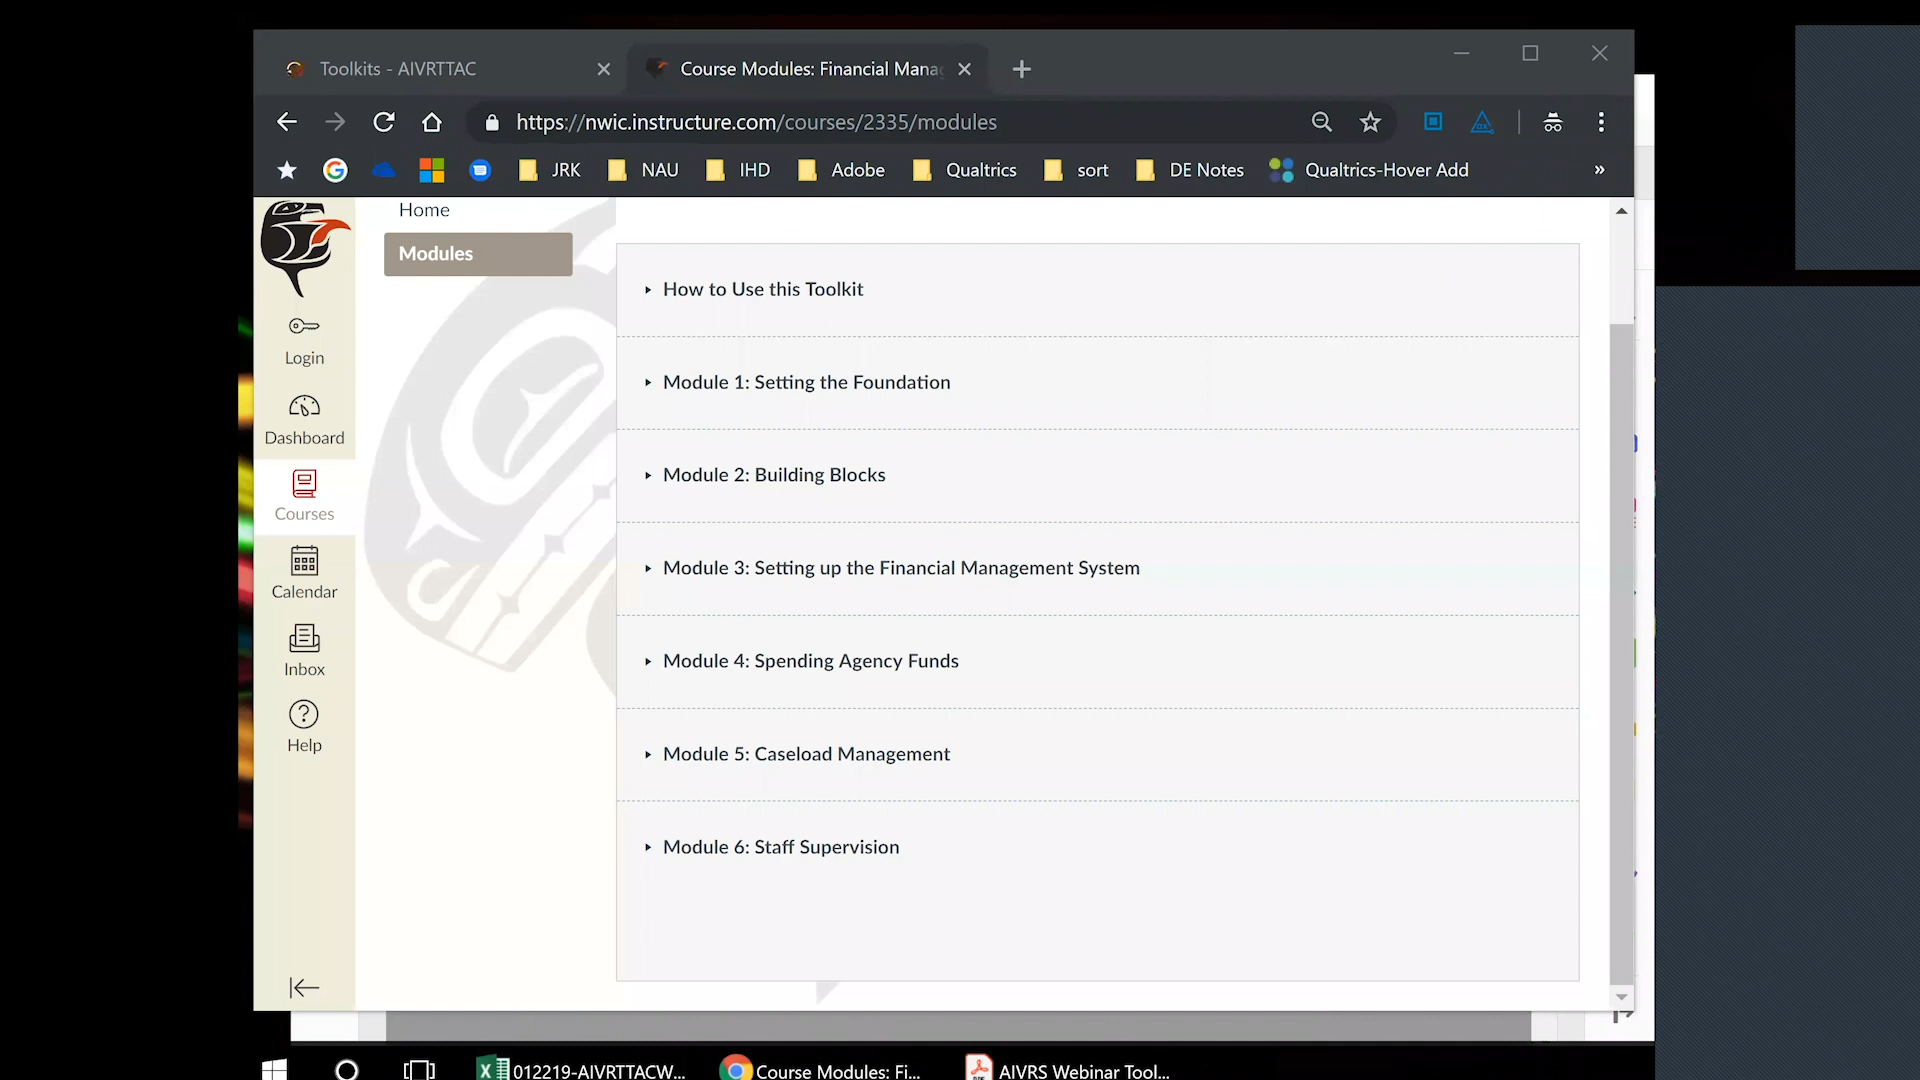 Toolkits - AIVRTTAC
Course Modules: Financial Mana
https://nwic.instructure.com/courses/2335/modules
JRK NAU IHD Adobe Qualtrics sort DE Notes Qualtrics-Hover Add »
Home
Modules
Login
Dashboard
Courses
Calendar
Inbox
Help
How to Use this Toolkit
Module 1: Setting the Foundation
Module 2: Building Blocks
Module 3: Setting up the Financial Management System
Module 4: Spending Agency Funds
Module 5: Caseload Management
Module 6: Staff Supervision
012219-AIVRTTACW... Course Modules: Fi... AIVRS Webinar Tool...